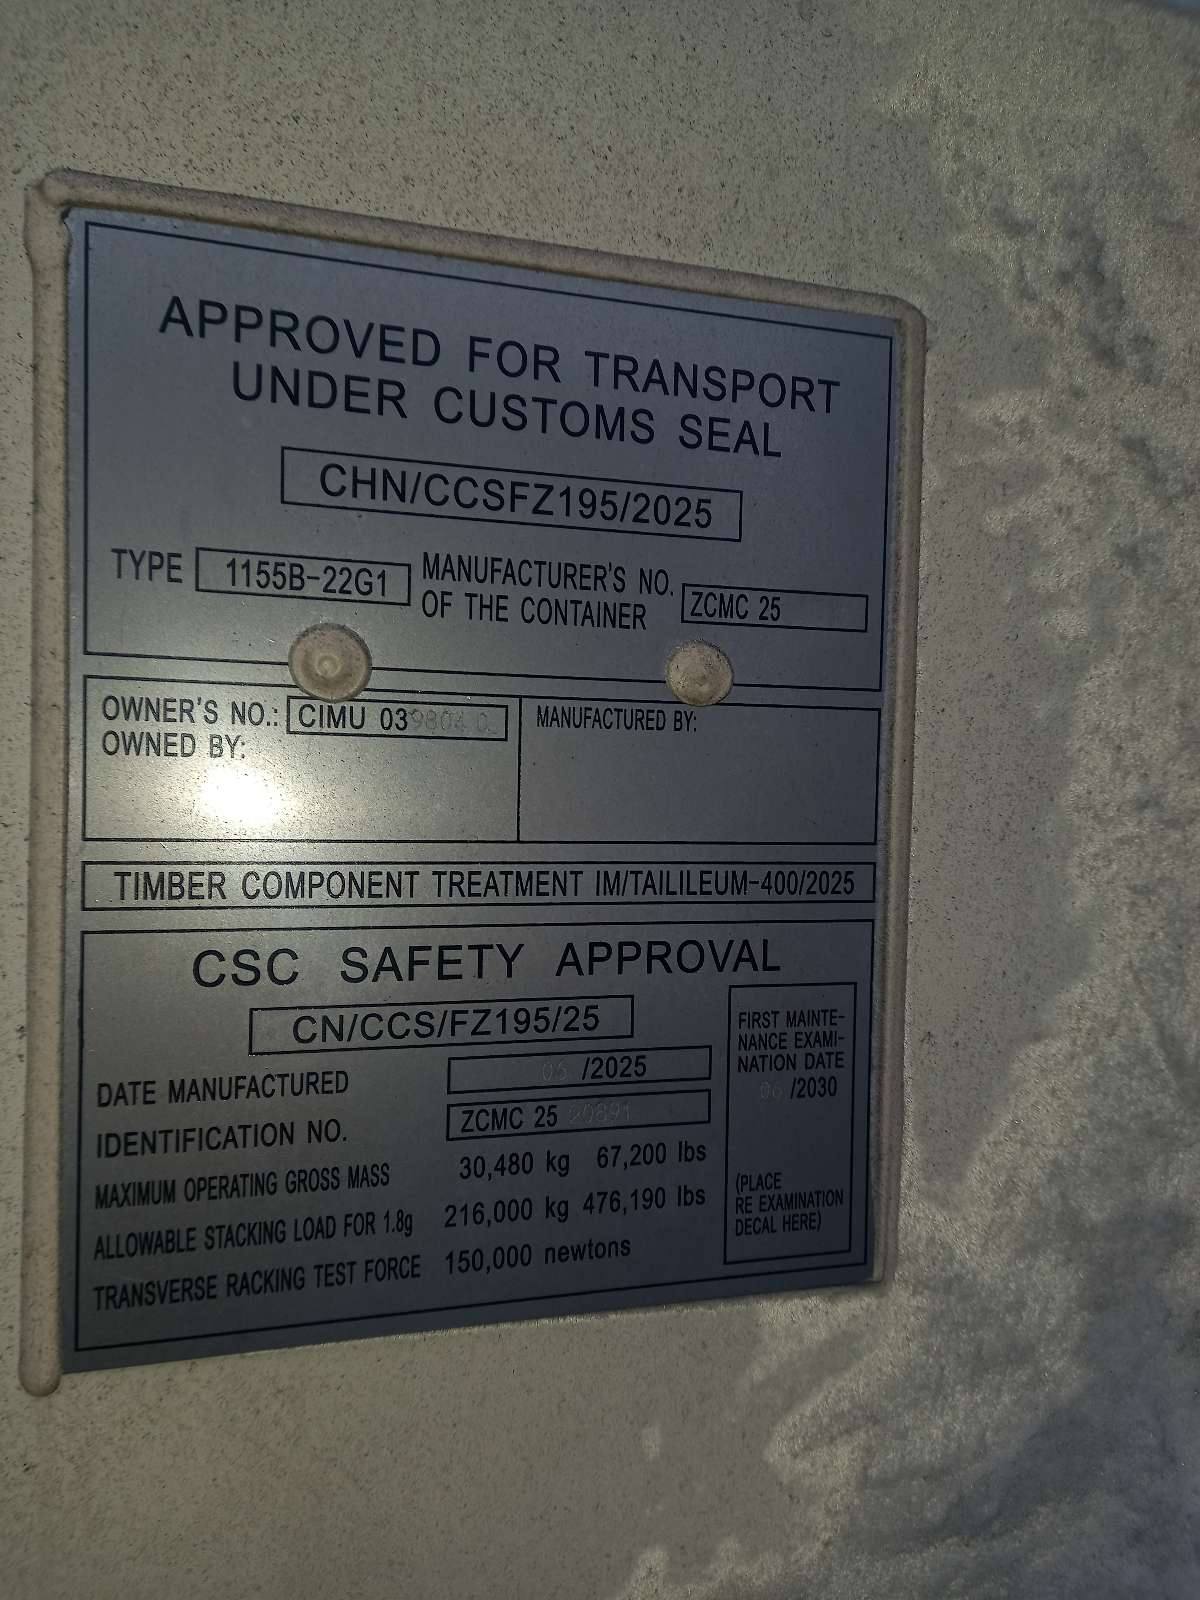 APPROVED FOR TRANSPORT
UNDER CUSTOMS SEAL
CHN/CCSFZ195/2025
TYPE 1155B-22G1 MANUFACTURER'S NO.
OF THE CONTAINER ZCMC 25
OWNER'S NO.: CIMU 039804 0
OWNED BY:
MANUFACTURED BY:
TIMBER COMPONENT TREATMENT IM/TAILILEUM-400/2025
CSC SAFETY APPROVAL
CN/CCS/FZ195/25
DATE MANUFACTURED /2025
IDENTIFICATION NO. ZCMC 25
MAXIMUM OPERATING GROSS MASS 30,480 kg 67,200 lbs
ALLOWABLE STACKING LOAD FOR 1.8g 216,000 kg 476,190 lbs
TRANSVERSE RACKING TEST FORCE 150,000 newtons
FIRST MAINTE-
NANCE EXAMI-
NATION DATE
/2030
(PLACE
RE EXAMINATION
DECAL HERE)